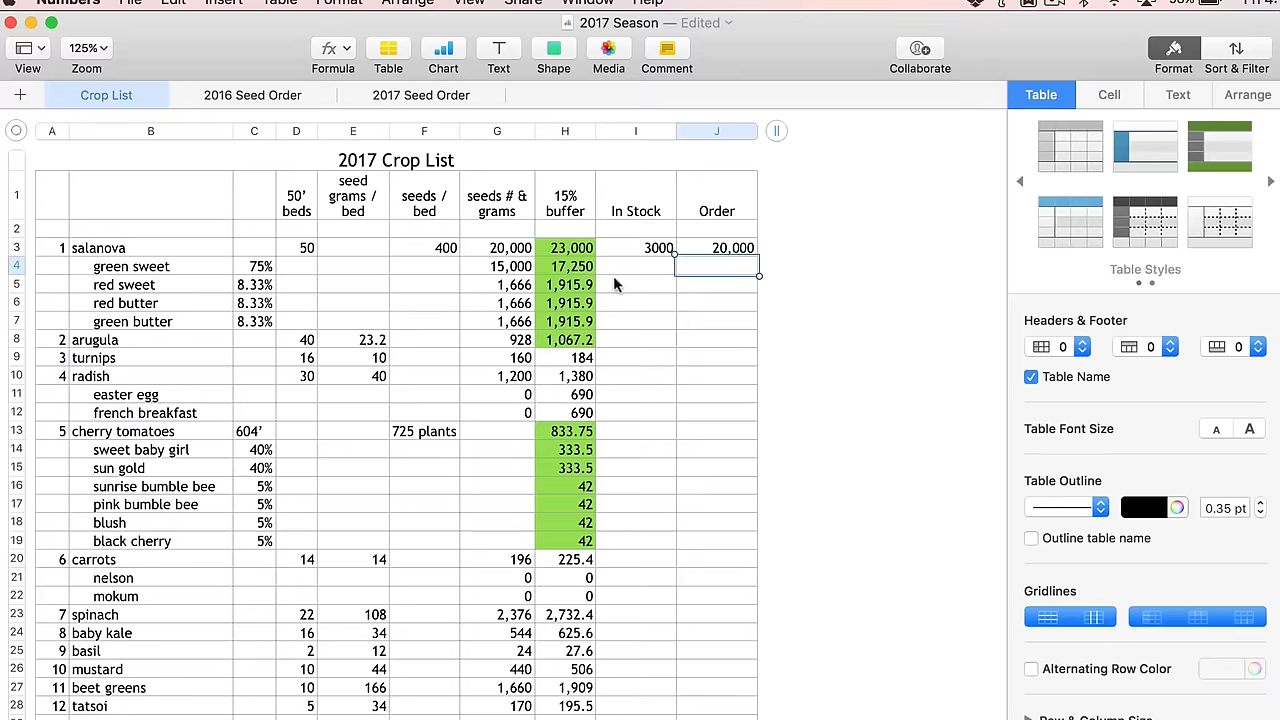 Numbers File Edit Insert Table Format Arrange View Share Window Help 98% Fri 4:
2017 Season — Edited
125%
View Zoom Formula Table Chart Text Shape Media Comment Collaborate Format Sort & Filter
+ Crop List 2016 Seed Order 2017 Seed Order
Table Cell Text Arrange
A B C D E F G H I J
2017 Crop List
1 50' beds seed grams / bed seeds / bed seeds # & grams 15% buffer In Stock Order
2
3 1 salanova 50 400 20,000 23,000 3000 20,000
4 green sweet 75% 15,000 17,250
5 red sweet 8.33% 1,666 1,915.9
6 red butter 8.33% 1,666 1,915.9
7 green butter 8.33% 1,666 1,915.9
8 2 arugula 40 23.2 928 1,067.2
9 3 turnips 16 10 160 184
10 4 radish 30 40 1,200 1,380
11 easter egg 0 690
12 french breakfast 0 690
13 5 cherry tomatoes 604' 725 plants 833.75
14 sweet baby girl 40% 333.5
15 sun gold 40% 333.5
16 sunrise bumble bee 5% 42
17 pink bumble bee 5% 42
18 blush 5% 42
19 black cherry 5% 42
20 6 carrots 14 14 196 225.4
21 nelson 0 0
22 mokum 0 0
23 7 spinach 22 108 2,376 2,732.4
24 8 baby kale 16 34 544 625.6
25 9 basil 2 12 24 27.6
26 10 mustard 10 44 440 506
27 11 beet greens 10 166 1,660 1,909
28 12 tatsoi 5 34 170 195.5
Table Styles
Headers & Footer
0 0 0
Table Name
Table Font Size A A
Table Outline
0.35 pt
Outline table name
Gridlines
Alternating Row Color
Row & Column Size